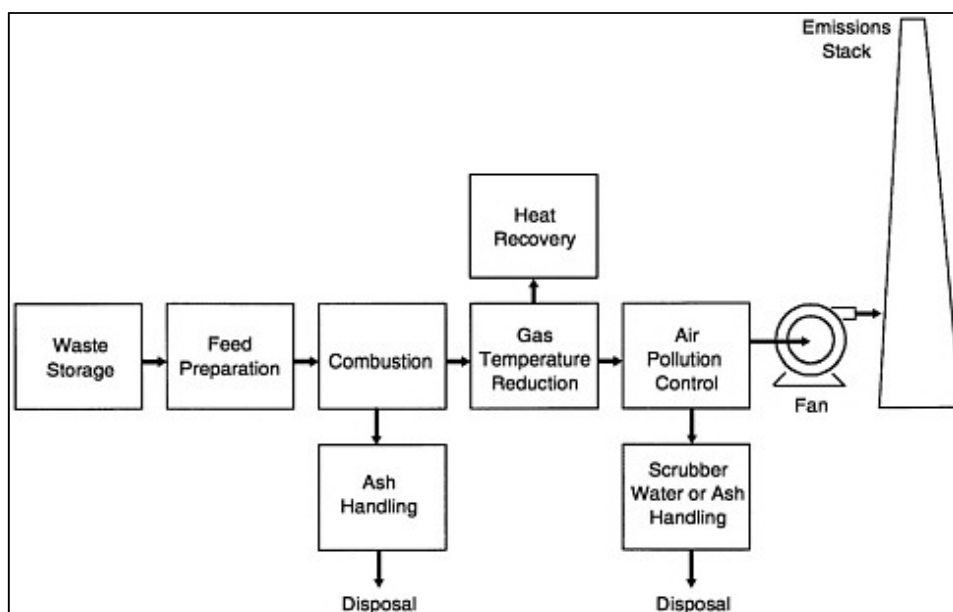 Emissions
Stack
Heat
Recovery
Waste
Storage
Feed
Preparation
Combustion
Gas
Temperature
Reduction
Air
Pollution
Control
Fan
Ash
Handling
Scrubber
Water or Ash
Handling
Disposal
Disposal